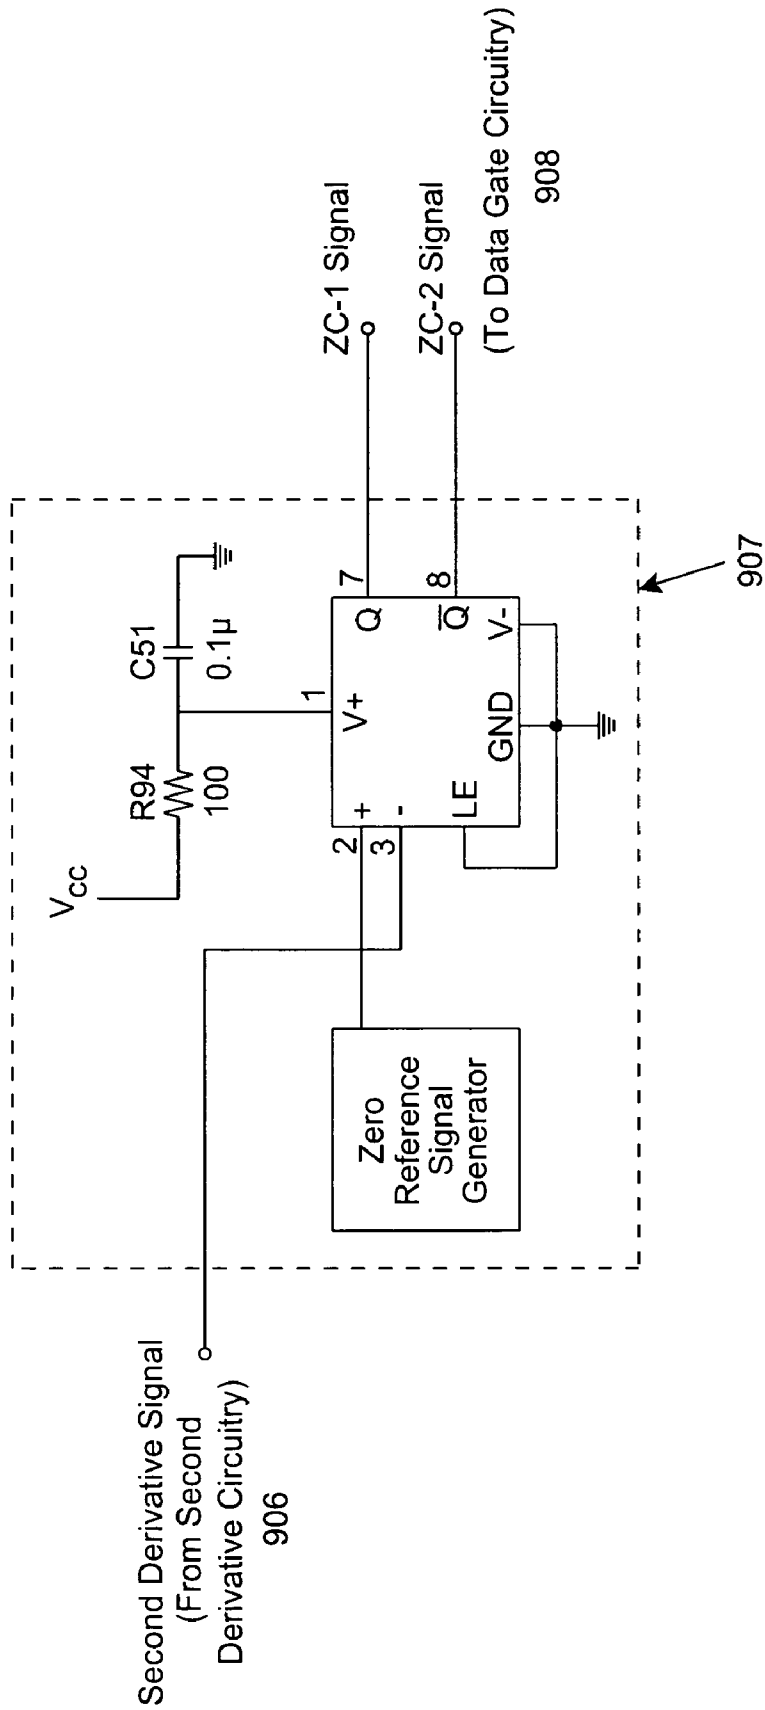 Second Derivative Signal
(From Second
Derivative Circuitry)
906
VCC
R94
100
C51
0.1µ
Zero
Reference
Signal
Generator
2
3
+
-
LE
1
V+
GND
V-
7
Q
8
Q̅
ZC-1 Signal
ZC-2 Signal
(To Data Gate Circuitry)
908
907